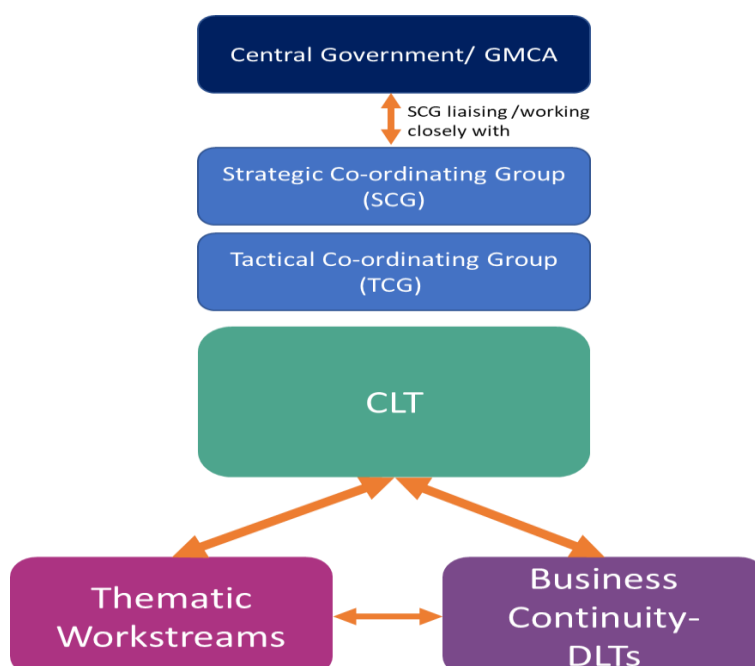 Central Government/ GMCA
SCG liaising /working
closely with
Strategic Co-ordinating Group
(SCG)
Tactical Co-ordinating Group
(TCG)
CLT
Thematic
Workstreams
Business
Continuity-
DLTs